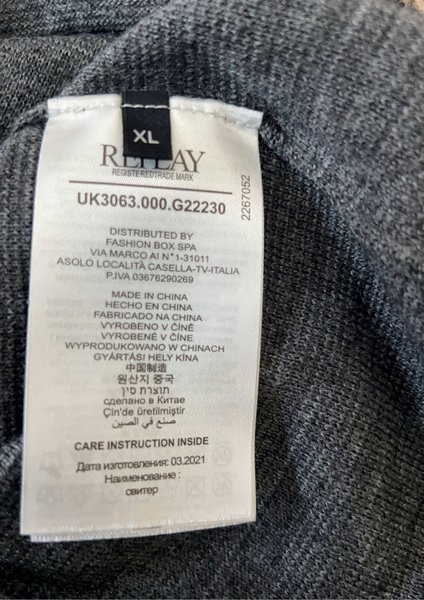 XL
REPLAY
REGISTEREDTRADE MARK
UK3063.000.G22230
2267052
DISTRIBUTED BY
FASHION BOX SPA
VIA MARCO AI N°1-31011
ASOLO LOCALITÀ CASELLA-TV-ITALIA
P.IVA 03676290269
MADE IN CHINA
HECHO EN CHINA
FABRICADO NA CHINA
VYROBENO V ČÍNĚ
VYROBENÉ V ČÍNE
WYPRODUKOWANO W CHINACH
GYÁRTÁSI HELY KÍNA
中国制造
원산지 중국
תוצרת סין
сделано в Китае
Çin'de üretilmiştir
صنع في الصين
CARE INSTRUCTION INSIDE
Дата изготовления: 03.2021
Наименование :
свитер